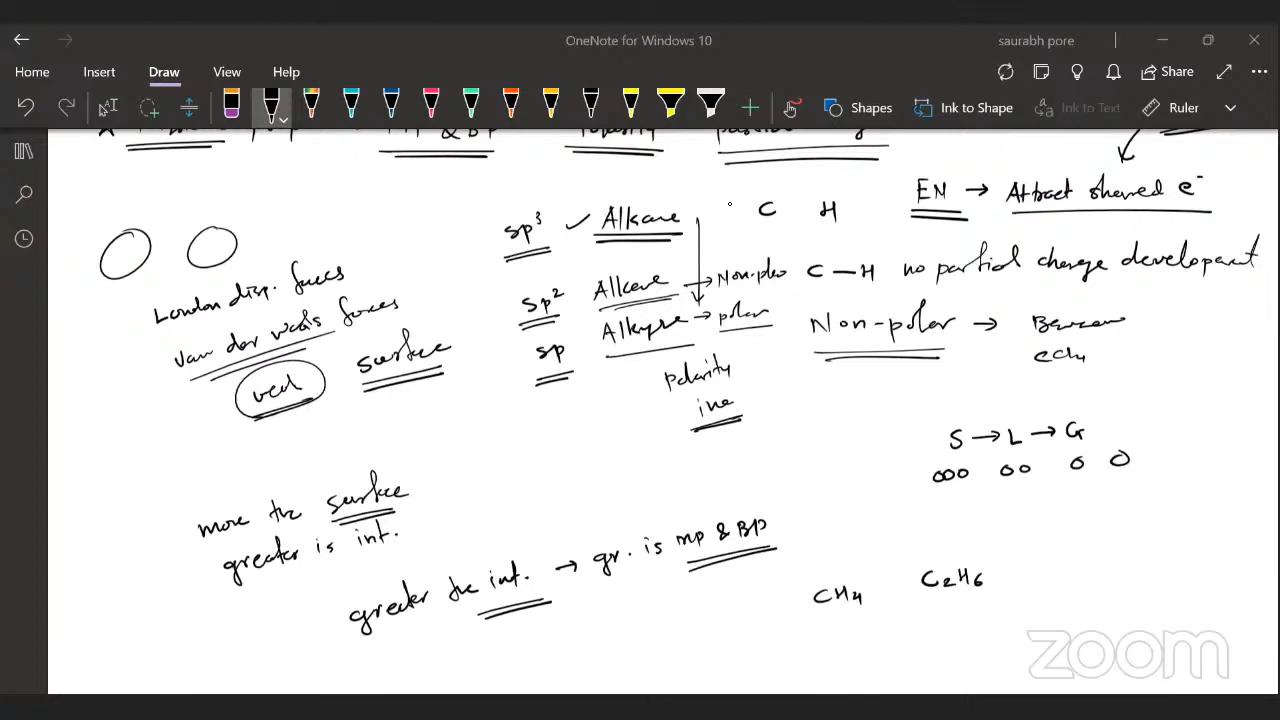 OneNote for Windows 10
saurabh pore
Home Insert Draw View Help
Share
Shapes
Ink to Shape
Ink to Text
Ruler
& BP
EN → Attract shared e⁻
sp³ ✓ Alkane
C H
London disp. forces
van der waals forces
weak
surface
sp² Alkene → Non-polar
sp Alkyne → polar
polarity
inc
C — H no partial charge development
Non-polar → Benzene
CCl4
S → L → G
more the surface
greater is int.
greater the int. → gr. is mp & BP
CH4 C2H6
zoom